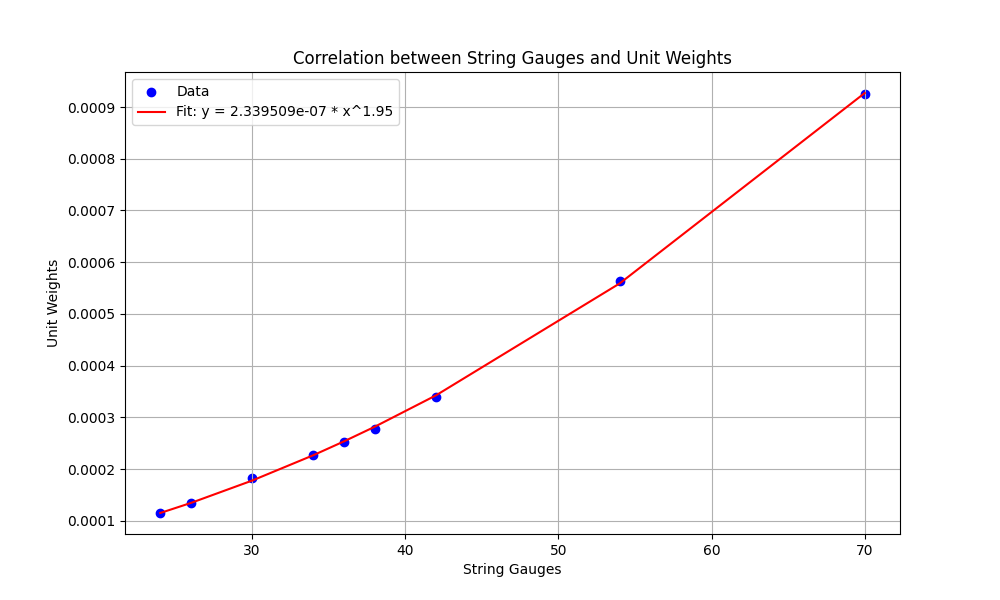 Correlation between String Gauges and Unit Weights
Data
Fit: y = 2.339509e-07 * x^1.95
0.0009
0.0008
0.0007
0.0006
0.0005
0.0004
0.0003
0.0002
0.0001
Unit Weights
30 40 50 60 70
String Gauges